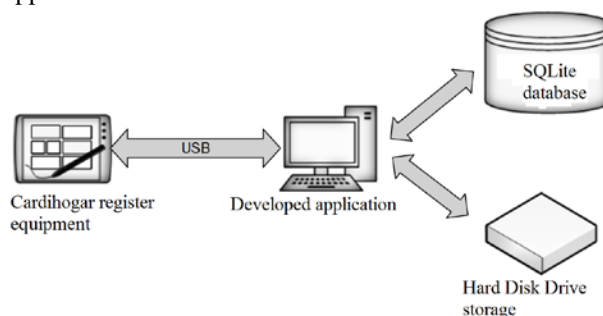 SQLite
database
USB
Cardihogar register
equipment
Developed application
Hard Disk Drive
storage